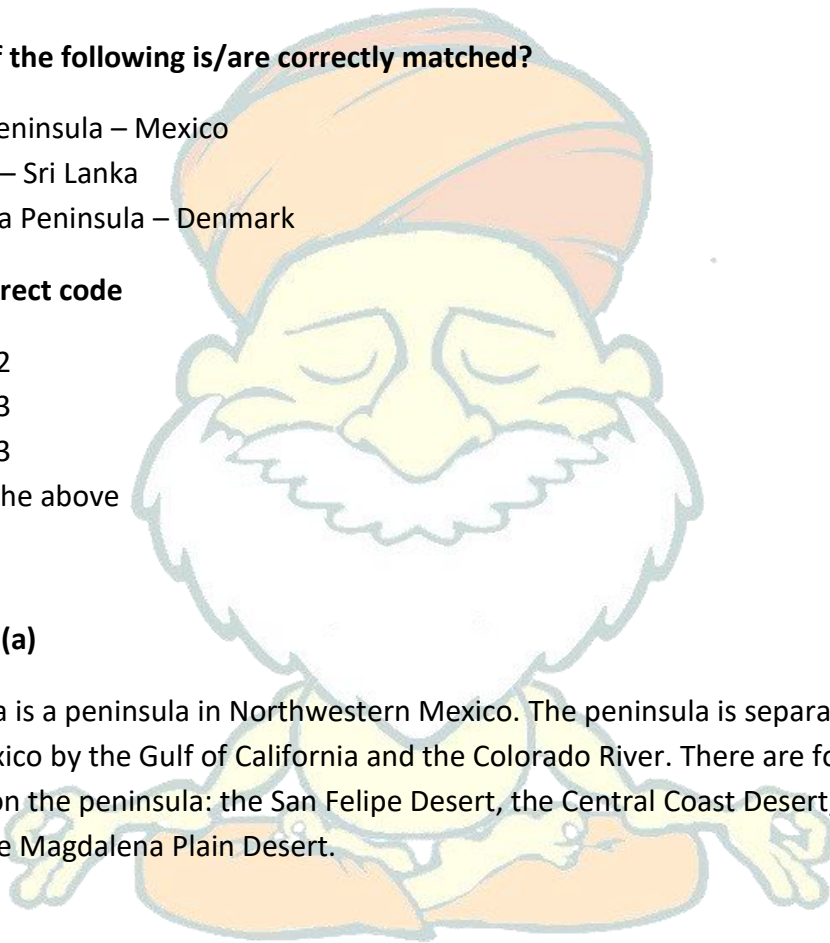 f the following is/are correctly matched?
eninsula – Mexico
– Sri Lanka
a Peninsula – Denmark
rect code
2
3
3
he above
(a)
a is a peninsula in Northwestern Mexico. The peninsula is separa
xico by the Gulf of California and the Colorado River. There are fo
on the peninsula: the San Felipe Desert, the Central Coast Desert,
e Magdalena Plain Desert.